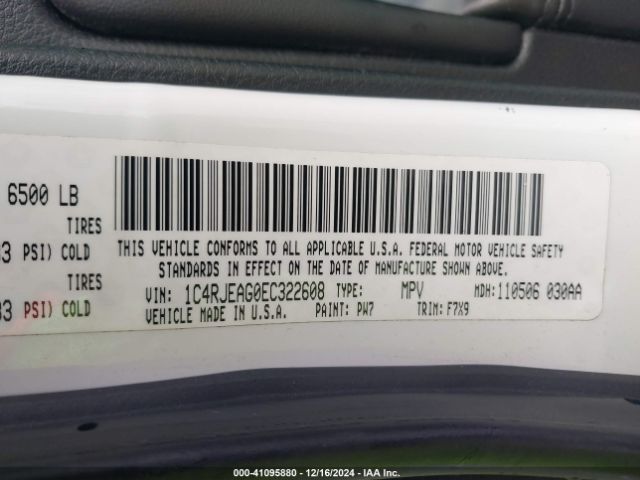 6500 LB
TIRES
PSI) COLD
TIRES
PSI) COLD
THIS VEHICLE CONFORMS TO ALL APPLICABLE U.S.A. FEDERAL MOTOR VEHICLE SAFETY
STANDARDS IN EFFECT ON THE DATE OF MANUFACTURE SHOWN ABOVE.
VIN: 1C4RJEAG0EC322608 TYPE: MPV MDH: 110506 030AA
VEHICLE MADE IN U.S.A. PAINT: PW7 TRIM: F7X9
000-41095880 - 12/16/2024 - IAA Inc.